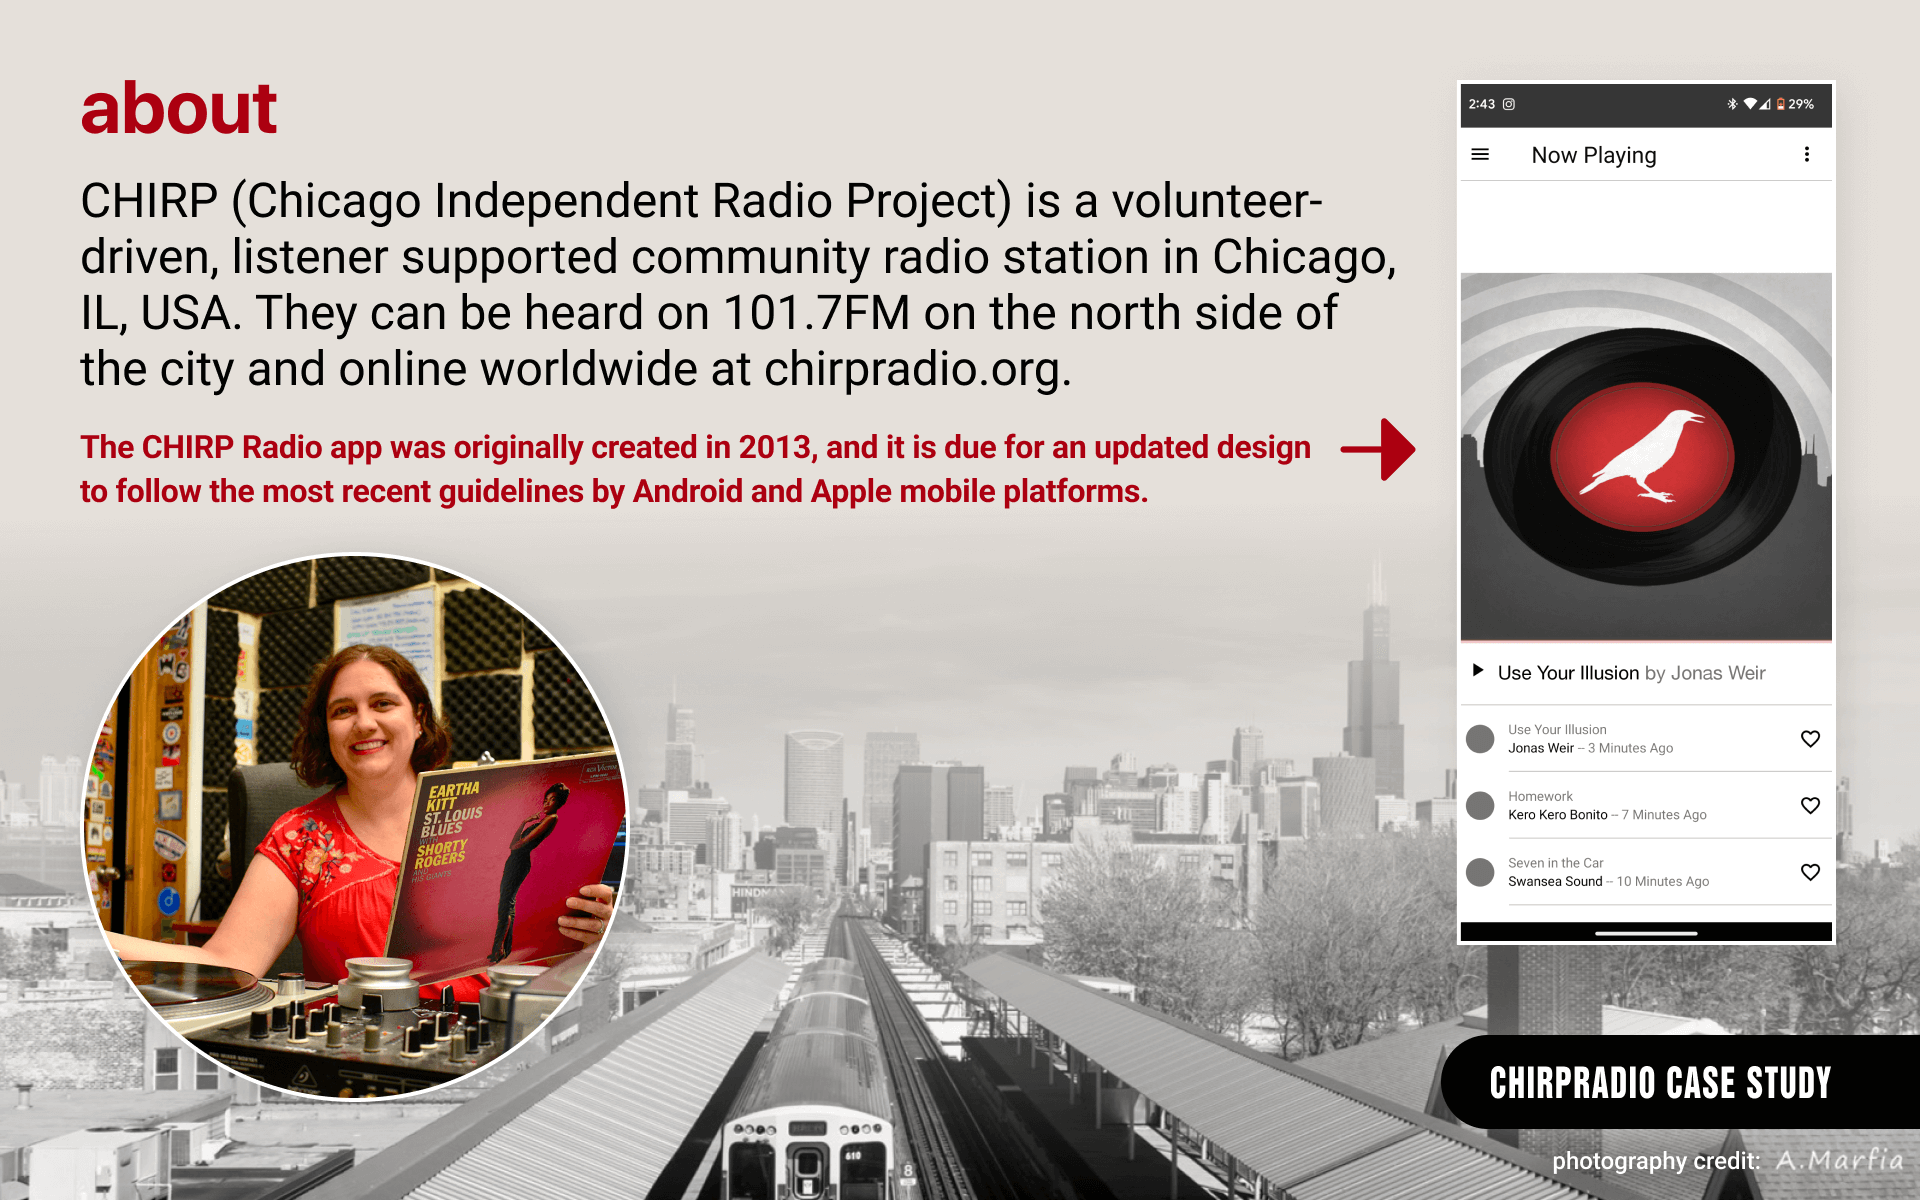 about
CHIRP (Chicago Independent Radio Project) is a volunteer-
driven, listener supported community radio station in Chicago,
IL, USA. They can be heard on 101.7FM on the north side of
the city and online worldwide at chirpradio.org.
The CHIRP Radio app was originally created in 2013, and it is due for an updated design
to follow the most recent guidelines by Android and Apple mobile platforms.
2:43
29%
Now Playing
Use Your Illusion by Jonas Weir
Use Your Illusion
Jonas Weir – 3 Minutes Ago
Homework
Kero Kero Bonito – 7 Minutes Ago
Seven in the Car
Swansea Sound – 10 Minutes Ago
EARTHA
KITT
ST. LOUIS
BLUES
WITH
SHORTY
ROGERS
AND
HIS GIANTS
610
8
CHIRPRADIO CASE STUDY
photography credit: A.Marfia